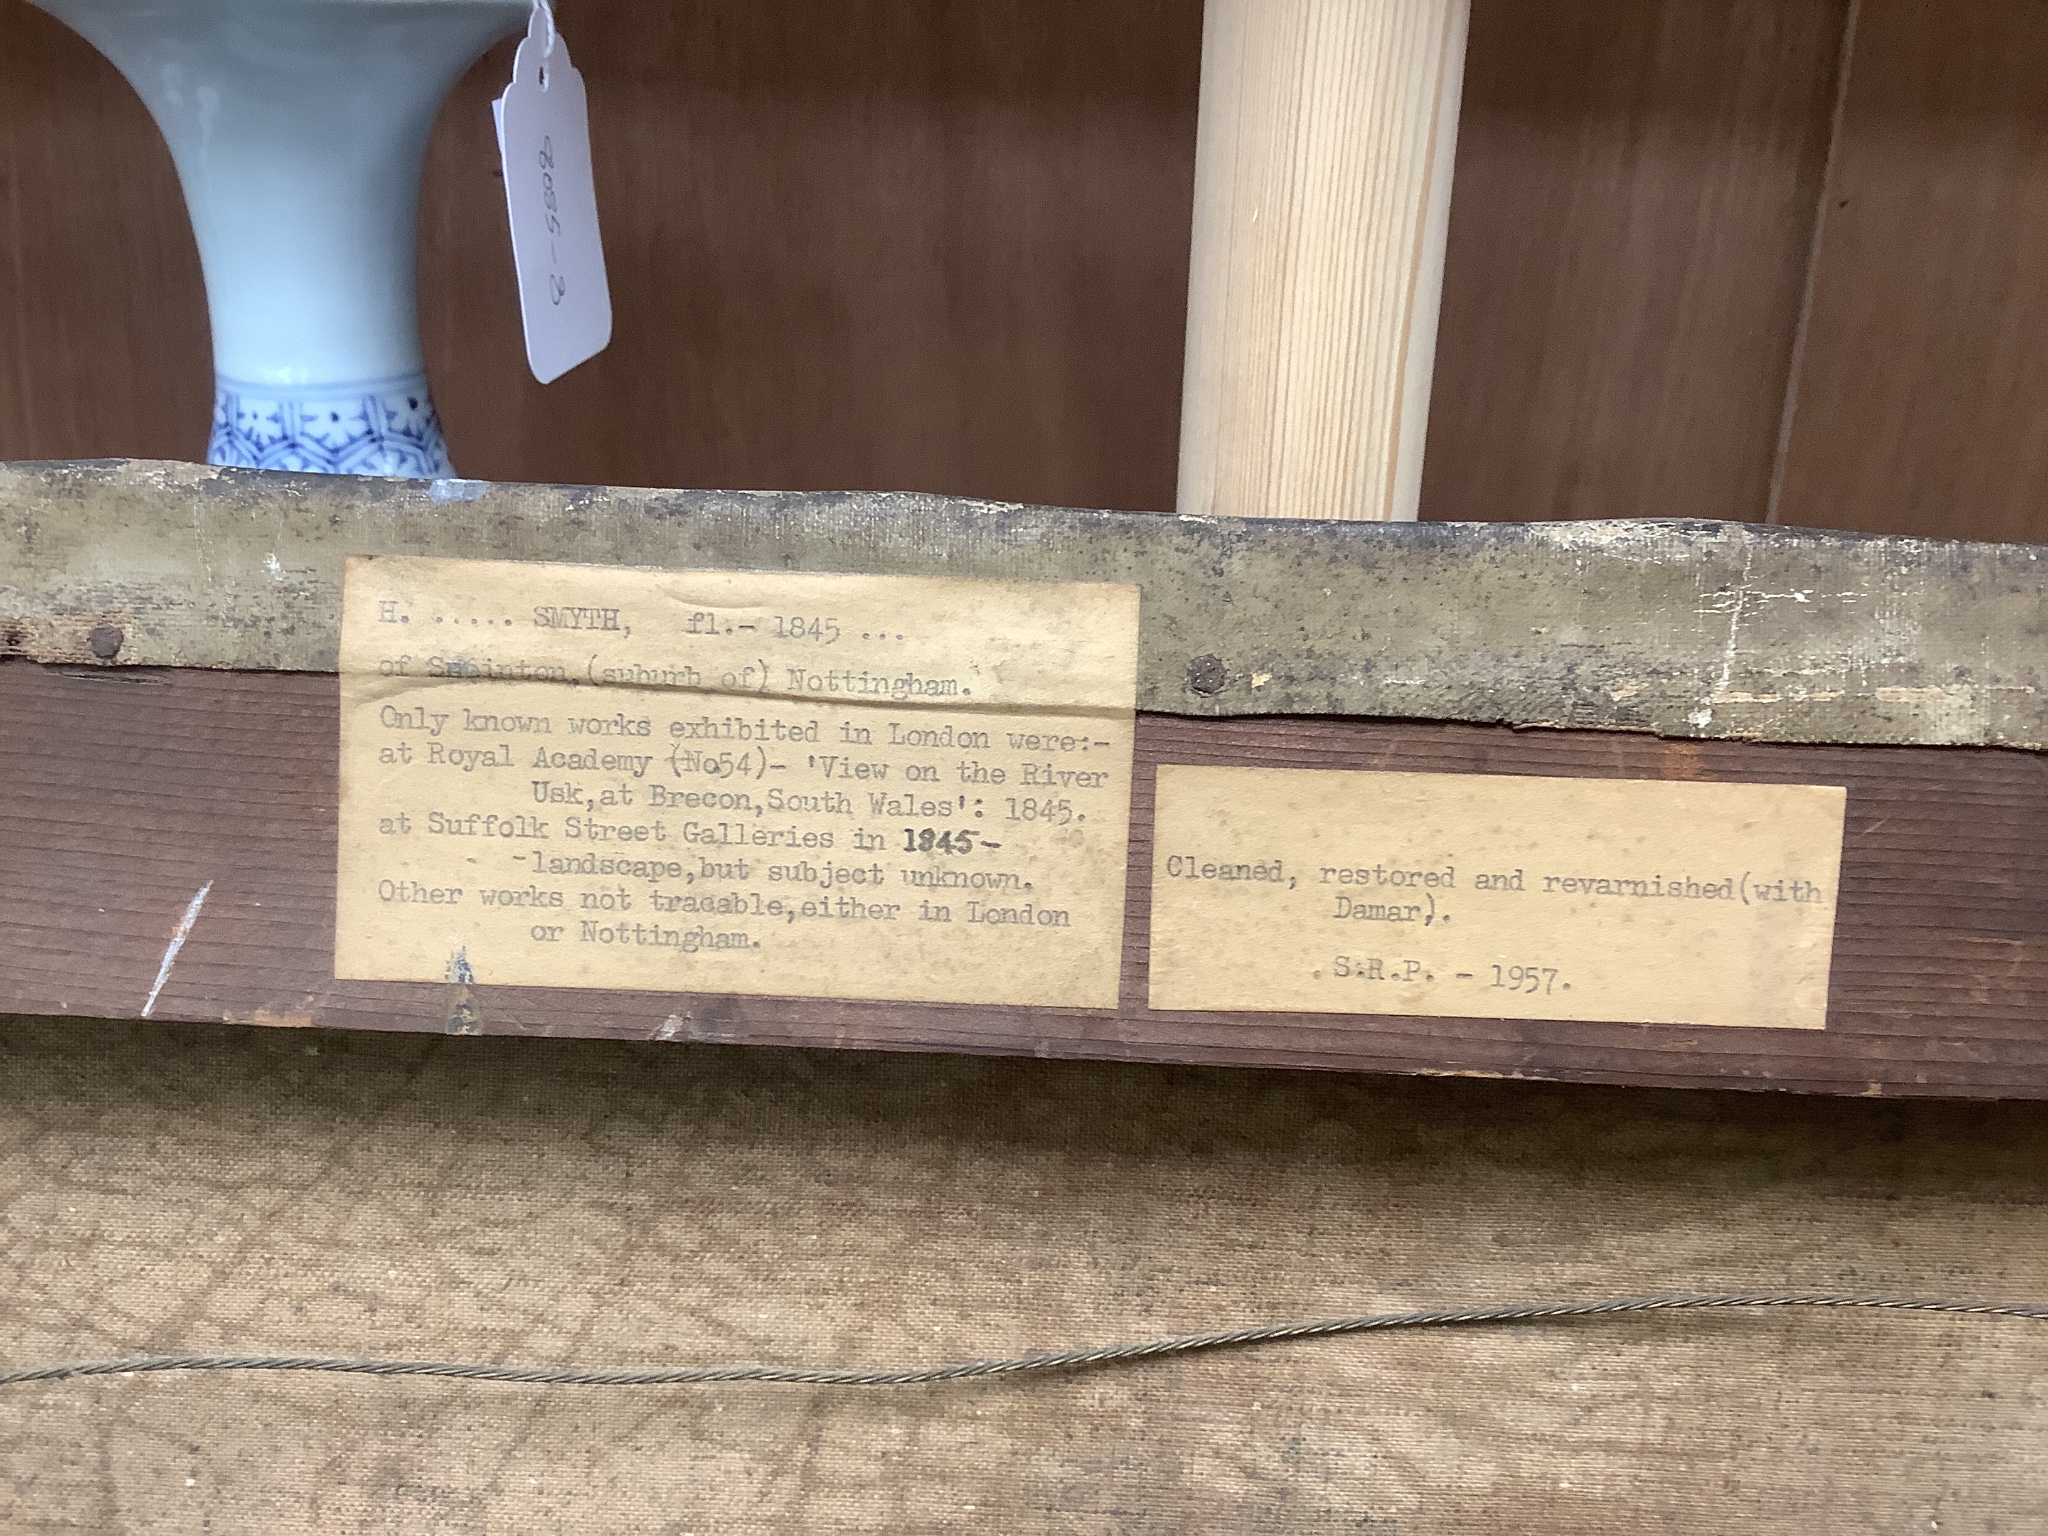 8085-3
H. ..... SMYTH, fl.- 1845 ...
of Sneinton,(suburb of) Nottingham.
Only known works exhibited in London were:-
at Royal Academy (No54)- 'View on the River
Usk,at Brecon,South Wales': 1845.
at Suffolk Street Galleries in 1845-
- -landscape,but subject unknown.
Other works not tracable,either in London
or Nottingham.
Cleaned, restored and revarnished(with
Damar).
. S.R.P. - 1957.